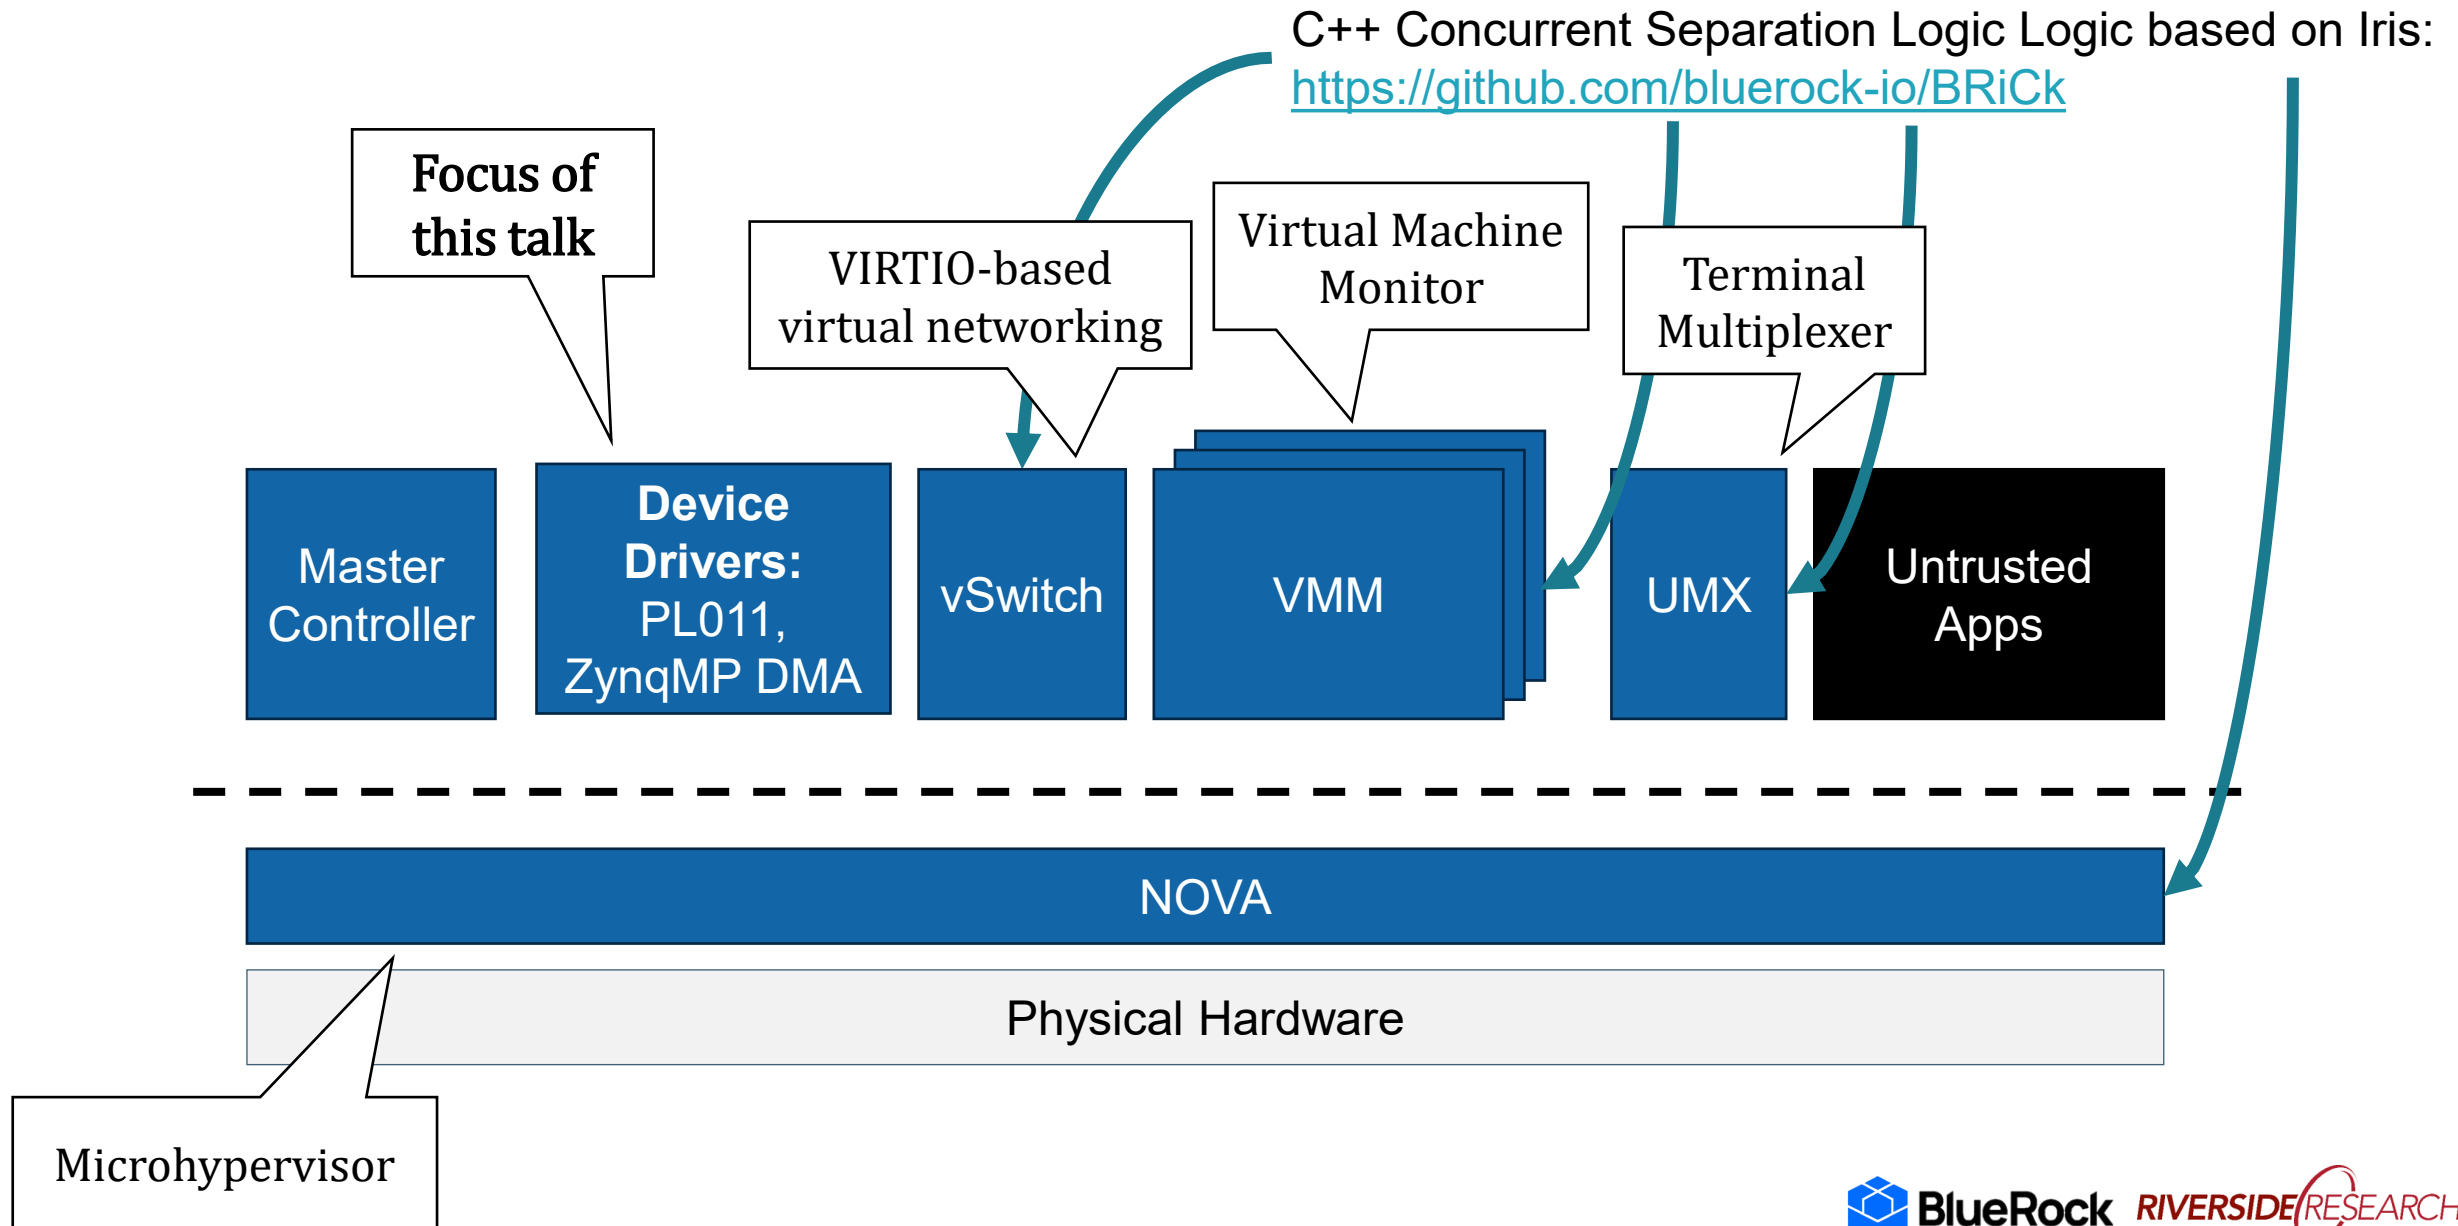 C++ Concurrent Separation Logic Logic based on Iris:
https://github.com/bluerock-io/BRiCk
Focus of
this talk
VIRTIO-based
virtual networking
Virtual Machine
Monitor
Terminal
Multiplexer
Master
Controller
Device
Drivers:
PL011,
ZynqMP DMA
vSwitch
VMM
UMX
Untrusted
Apps
NOVA
Physical Hardware
Microhypervisor
BlueRock
RIVERSIDE RESEARCH